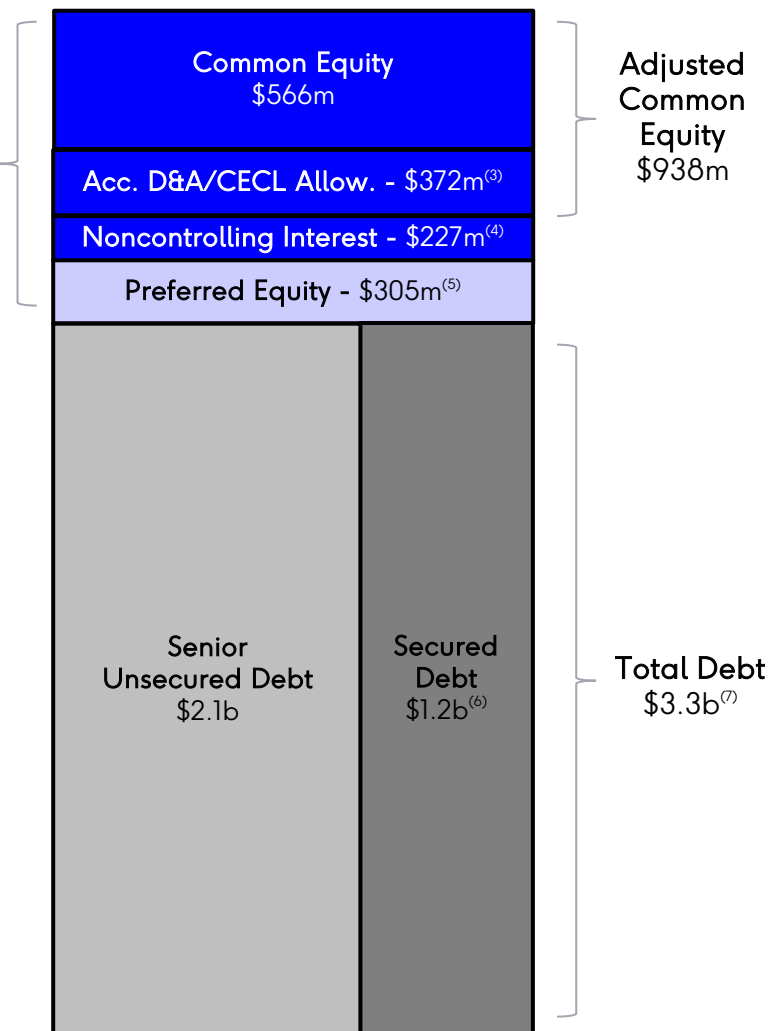 Common Equity
$566m
Adjusted
Common
Equity
$938m
Acc. D&A/CECL Allow. - $372m(3)
Noncontrolling Interest - $227m(4)
Preferred Equity - $305m(5)
Senior
Unsecured Debt
$2.1b
Secured
Debt
$1.2b(6)
Total Debt
$3.3b(7)